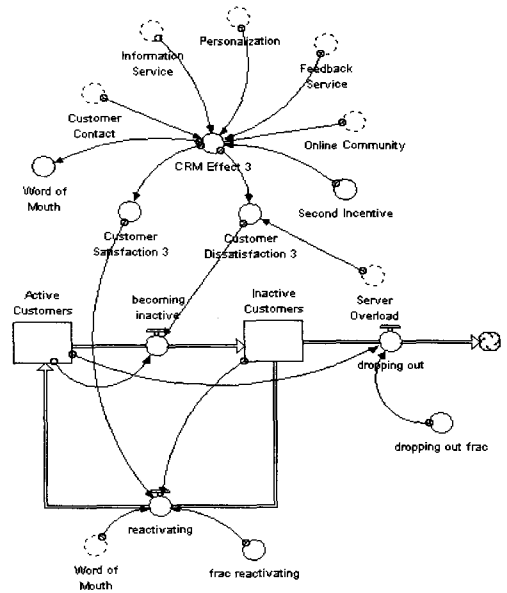 Personalization
Information
Service
Feedback
Service
Customer
Contact
Online Community
CRM Effect 3
Word of
Mouth
Second Incentive
Customer
Satisfaction 3
Customer
Dissatisfaction 3
Active
Customers
becoming
inactive
Inactive
Customers
Server
Overload
dropping out
dropping out frac
reactivating
Word of
Mouth
frac reactivating